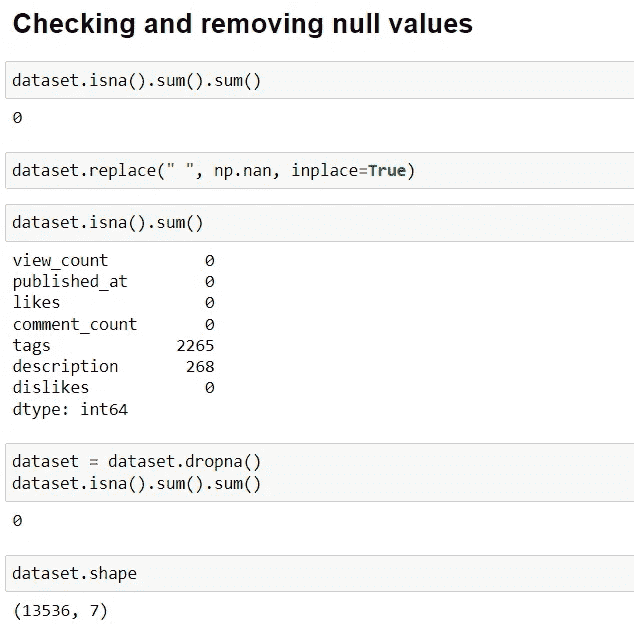 Checking and removing null values
dataset.isna().sum().sum()
0
dataset.replace(" ", np.nan, inplace=True)
dataset.isna().sum()
view_count 0
published_at 0
likes 0
comment_count 0
tags 2265
description 268
dislikes 0
dtype: int64
dataset = dataset.dropna()
dataset.isna().sum().sum()
0
dataset.shape
(13536, 7)